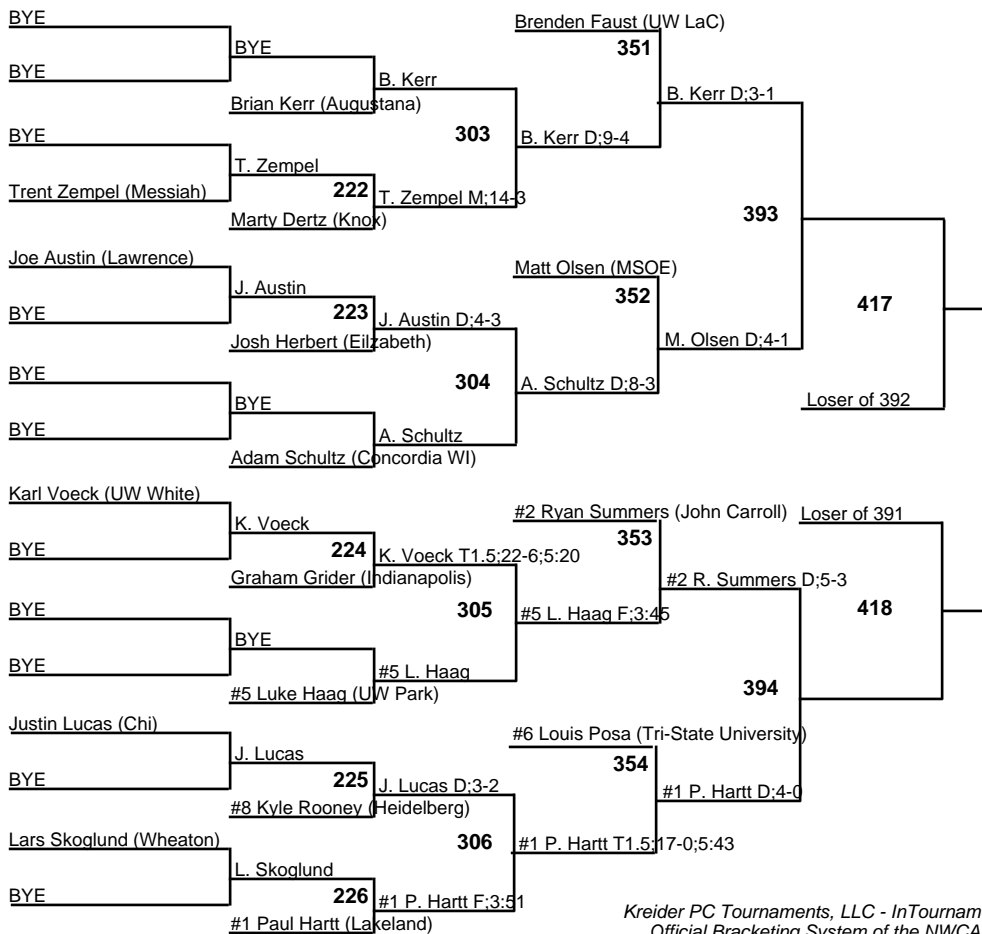 BYE
BYE
BYE
Brian Kerr (Augustana)
B. Kerr
303
BYE
Trent Zempel (Messiah)
T. Zempel
222
Marty Dertz (Knox)
T. Zempel M;14-3
B. Kerr D;9-4
Brenden Faust (UW LaC)
351
B. Kerr D;3-1
393
Joe Austin (Lawrence)
BYE
J. Austin
223
Josh Herbert (Eilzabeth)
J. Austin D;4-3
304
BYE
BYE
BYE
Adam Schultz (Concordia WI)
A. Schultz
A. Schultz D;8-3
Matt Olsen (MSOE)
352
M. Olsen D;4-1
417
Loser of 392
Karl Voeck (UW White)
BYE
K. Voeck
224
Graham Grider (Indianapolis)
K. Voeck T1.5;22-6;5:20
305
BYE
BYE
BYE
#5 Luke Haag (UW Park)
#5 L. Haag
#5 L. Haag F;3:45
#2 Ryan Summers (John Carroll)
353
#2 R. Summers D;5-3
Loser of 391
418
394
Justin Lucas (Chi)
BYE
J. Lucas
225
#8 Kyle Rooney (Heidelberg)
J. Lucas D;3-2
306
Lars Skoglund (Wheaton)
BYE
L. Skoglund
226
#1 Paul Hartt (Lakeland)
#1 P. Hartt F;3:51
#1 P. Hartt T1.5;17-0;5:43
#6 Louis Posa (Tri-State University)
354
#1 P. Hartt D;4-0
Kreider PC Tournaments, LLC - InTournam
Official Bracketing System of the NWCA